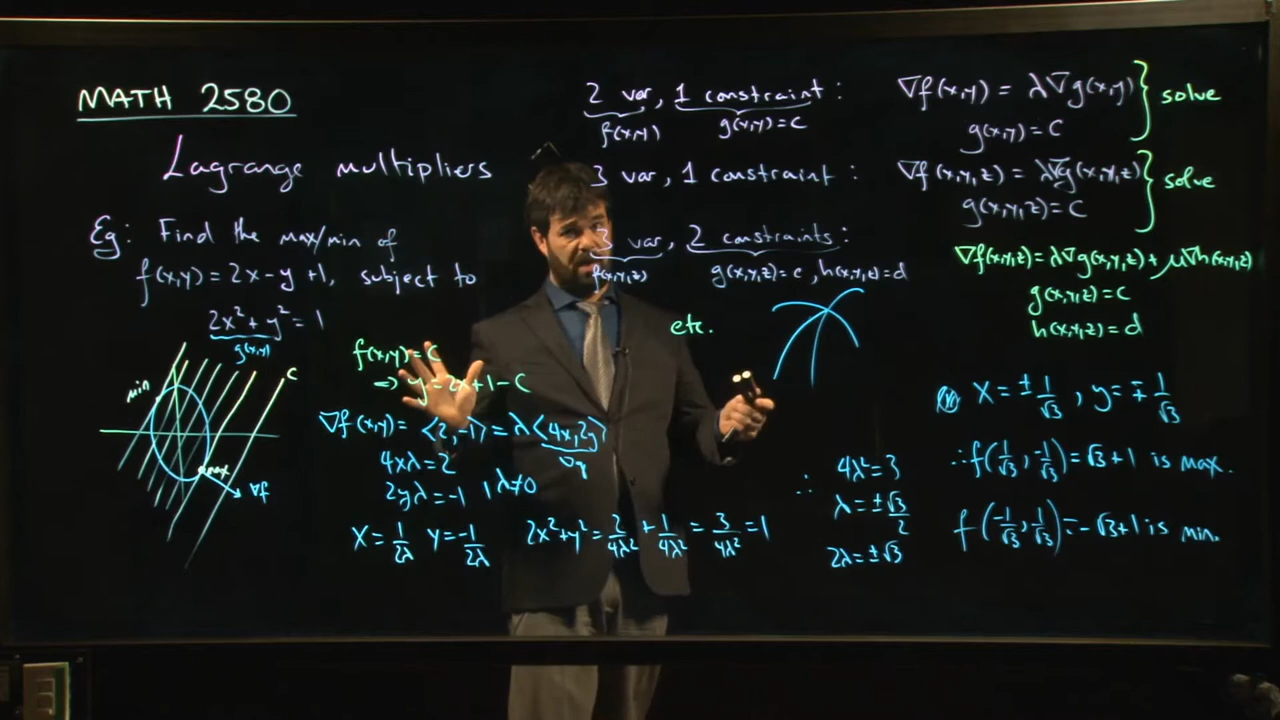 MATH 2580
Lagrange multipliers
Eg: Find the max/min of
f(x,y) = 2x-y+1, subject to
2x²+y² = 1
g(x,y)
min
max
C
∇f
f(x,y) = C
⇒ y = 2x+1-C
∇f(x,y) = ⟨2,-1⟩ = λ⟨4x,2y⟩
∇g
4xλ = 2
2yλ = -1, λ≠0
x = 1/2λ y = -1/2λ
2x²+y² = 2/4λ² + 1/4λ² = 3/4λ² = 1
∴ 4λ² = 3
λ = ±√3/2
2λ = ±√3
2 var, 1 constraint:
f(x,y) g(x,y)=c
∇f(x,y) = λ∇g(x,y)
g(x,y) = C
solve
3 var, 1 constraint:
∇f(x,y,z) = λ∇g(x,y,z)
g(x,y,z) = C
solve
3 var, 2 constraints:
f(x,y,z) g(x,y,z)=c, h(x,y,z)=d
∇f(x,y,z) = λ∇g(x,y,z) + μ∇h(x,y,z)
g(x,y,z) = c
h(x,y,z) = d
etc.
x = ±1/√3, y = ∓1/√3
∴ f(1/√3, -1/√3) = √3+1 is max.
f(-1/√3, 1/√3) = -√3+1 is min.